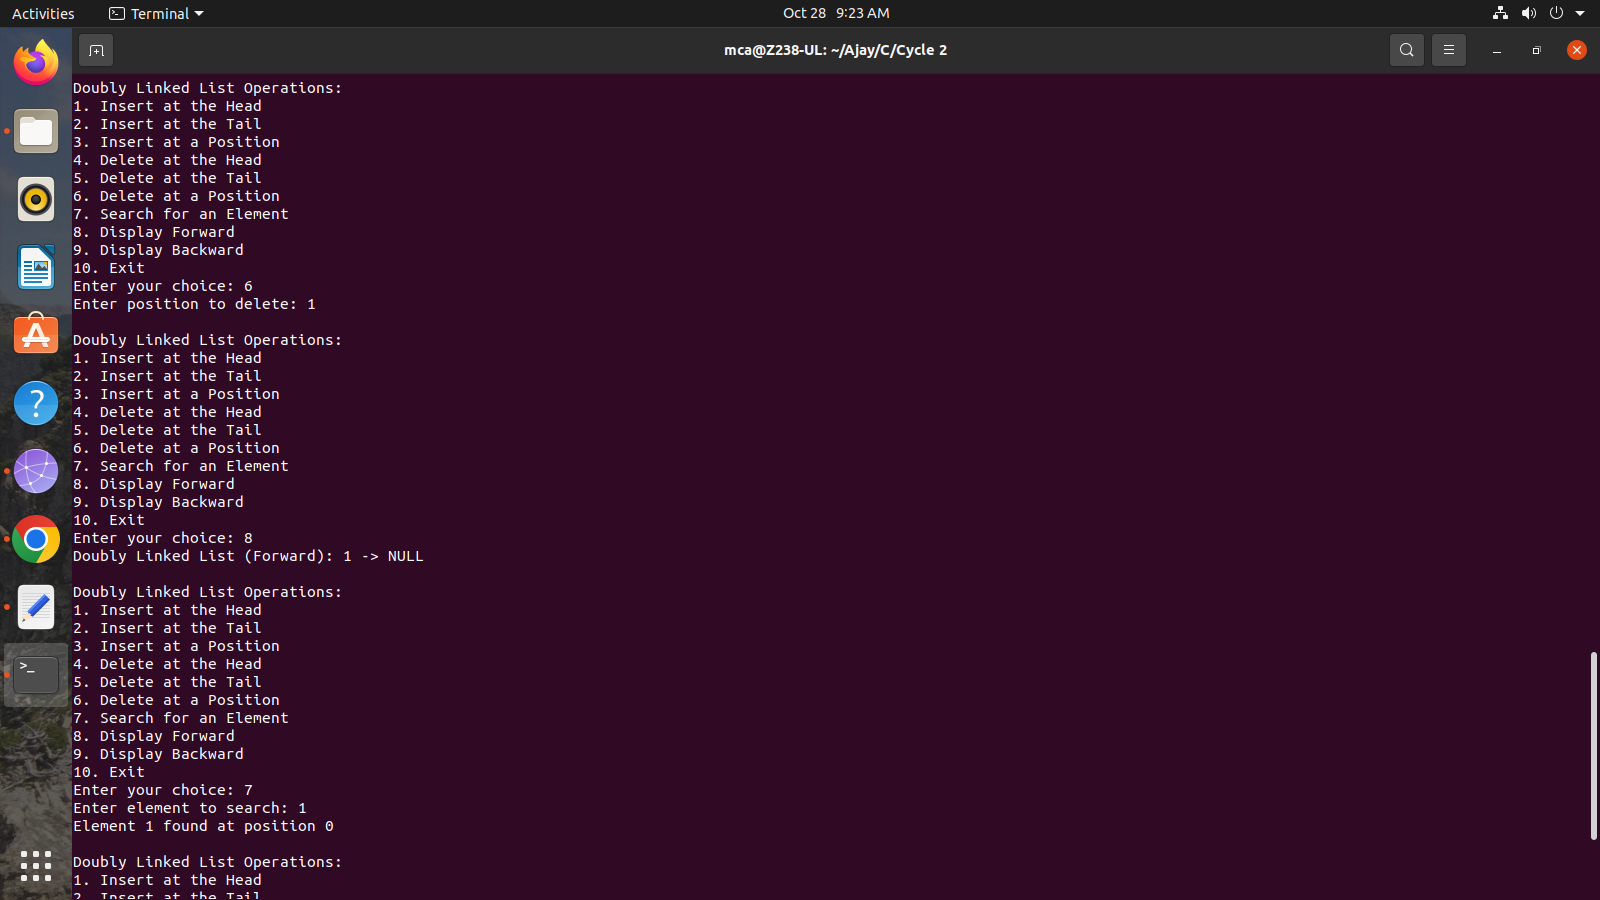 Activities
Terminal
Oct 28 9:23 AM
mca@Z238-UL: ~/Ajay/C/Cycle 2
Doubly Linked List Operations:
1. Insert at the Head
2. Insert at the Tail
3. Insert at a Position
4. Delete at the Head
5. Delete at the Tail
6. Delete at a Position
7. Search for an Element
8. Display Forward
9. Display Backward
10. Exit
Enter your choice: 6
Enter position to delete: 1
Doubly Linked List Operations:
1. Insert at the Head
2. Insert at the Tail
3. Insert at a Position
4. Delete at the Head
5. Delete at the Tail
6. Delete at a Position
7. Search for an Element
8. Display Forward
9. Display Backward
10. Exit
Enter your choice: 8
Doubly Linked List (Forward): 1 -> NULL
Doubly Linked List Operations:
1. Insert at the Head
2. Insert at the Tail
3. Insert at a Position
4. Delete at the Head
5. Delete at the Tail
6. Delete at a Position
7. Search for an Element
8. Display Forward
9. Display Backward
10. Exit
Enter your choice: 7
Enter element to search: 1
Element 1 found at position 0
Doubly Linked List Operations:
1. Insert at the Head
2. Insert at the Tail